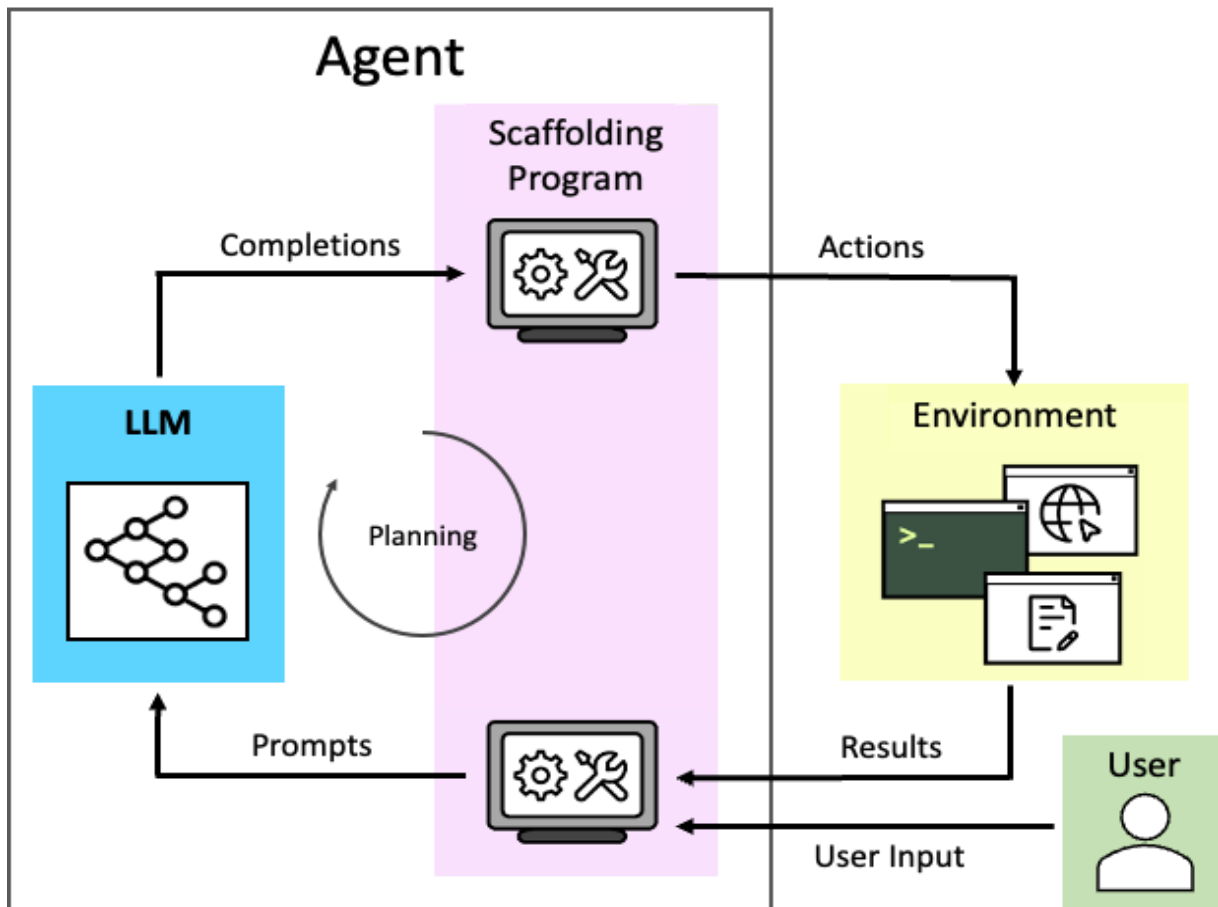 Agent
Scaffolding
Program
Completions
Actions
LLM
Environment
>_
Planning
Prompts
Results
User
User Input